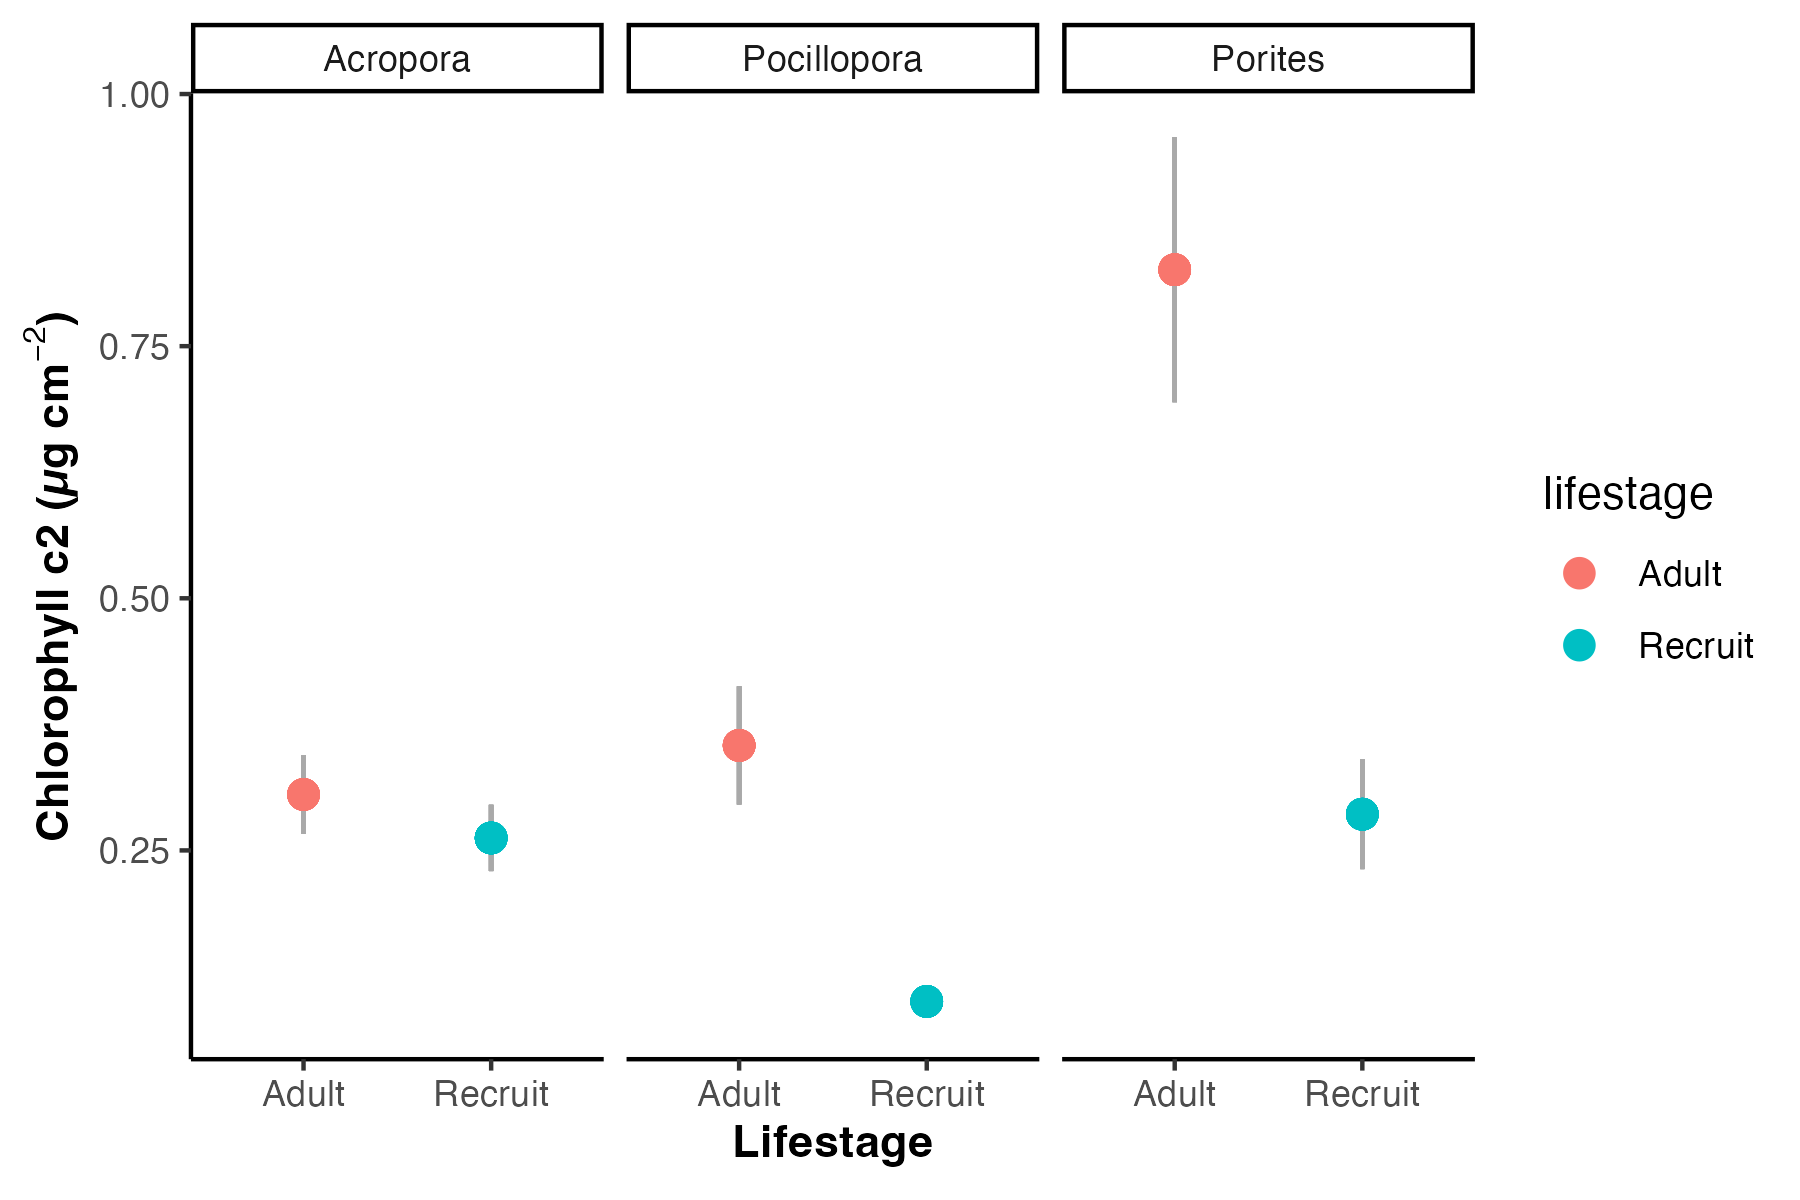 Acropora
Pocillopora
Porites
1.00
0.75
0.50
0.25
Chlorophyll c2 (µg cm⁻²)
Adult
Recruit
Adult
Recruit
Adult
Recruit
Lifestage
lifestage
Adult
Recruit